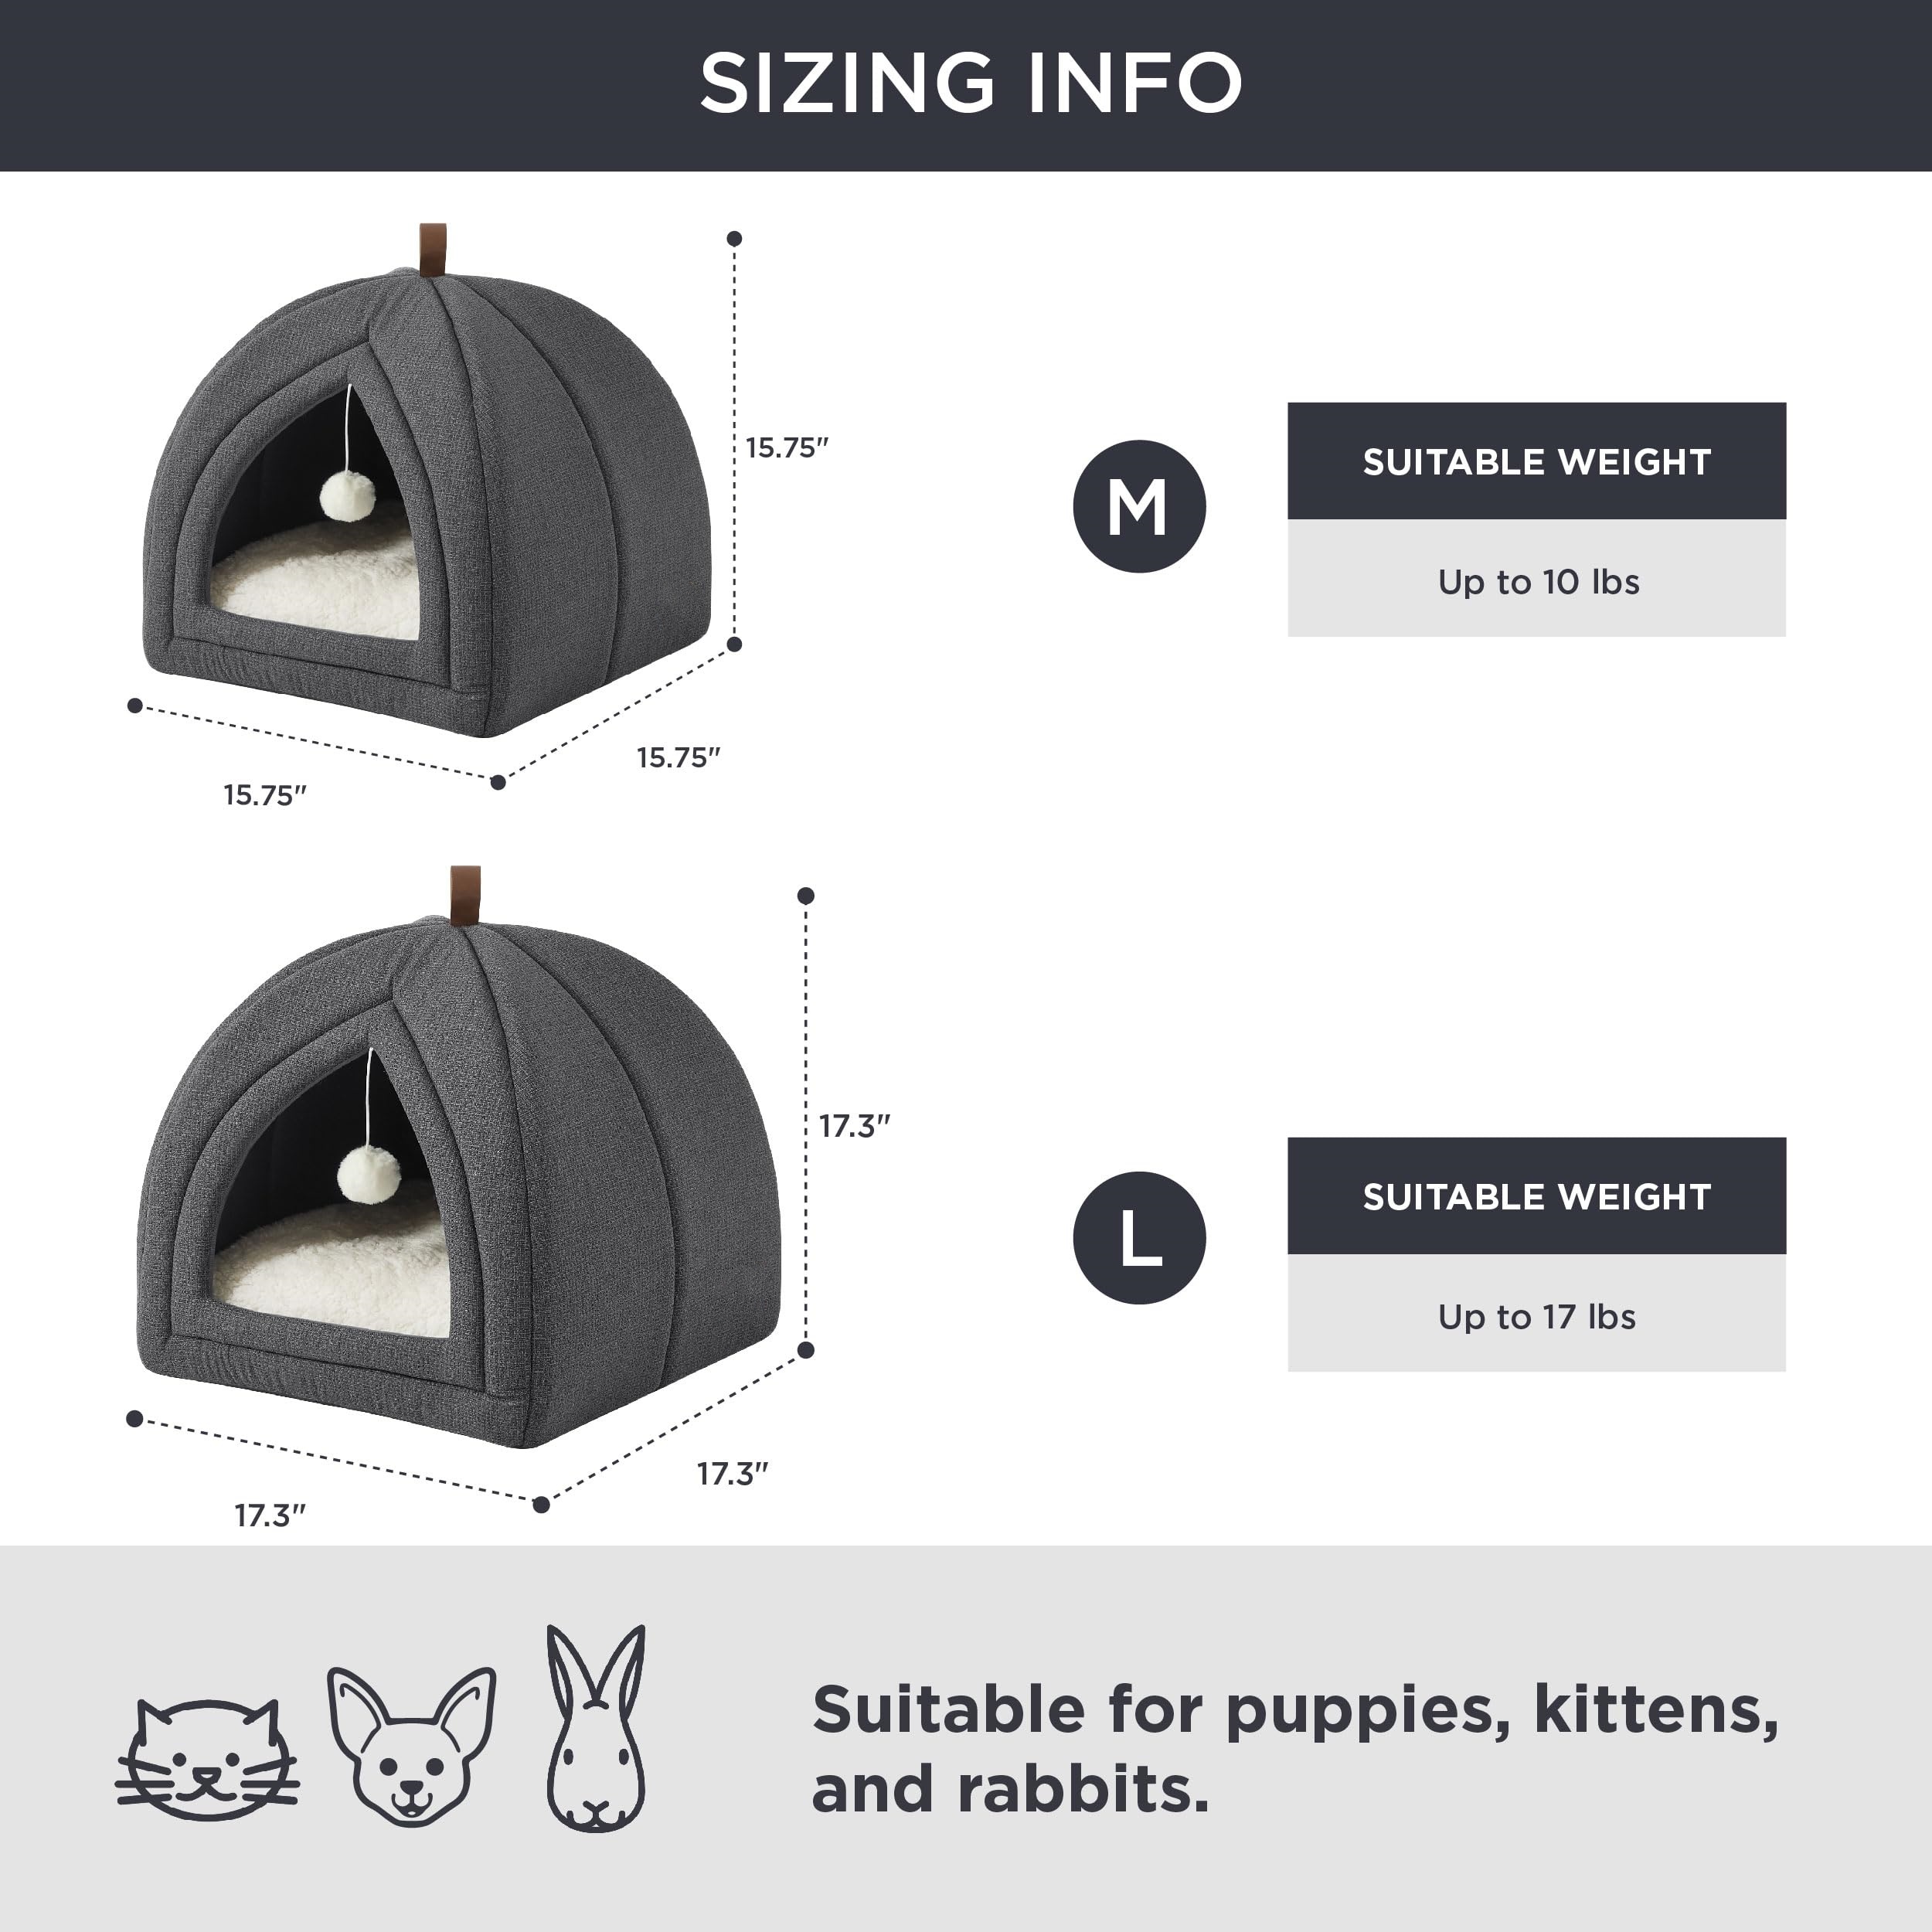 SIZING INFO
15.75"
15.75"
15.75"
M
SUITABLE WEIGHT
Up to 10 lbs
17.3"
17.3"
17.3"
L
SUITABLE WEIGHT
Up to 17 lbs
Suitable for puppies, kittens,
and rabbits.